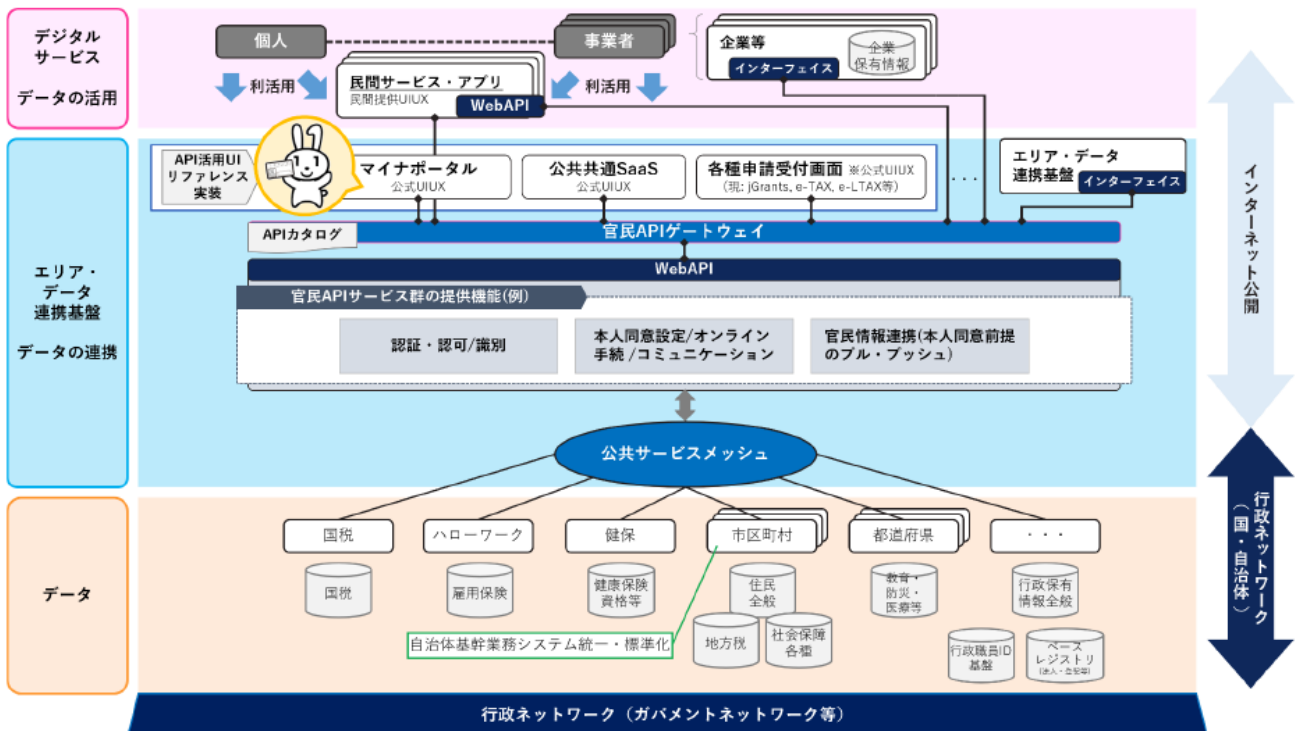 デジタル
サービス
データの活用
個人
事業者
企業等
インターフェイス
企業
保有情報
利活用
民間サービス・アプリ
民間提供UIUX
WebAPI
利活用
API活用UI
リファレンス
実装
マイナポータル
公式UIUX
公共共通SaaS
公式UIUX
各種申請受付画面 ※公式UIUX
（現: jGrants, e-TAX, e-LTAX等）
・・・
エリア・データ
連携基盤
インターフェイス
APIカタログ
官民APIゲートウェイ
WebAPI
官民APIサービス群の提供機能(例)
認証・認可/識別
本人同意設定/オンライン
手続 /コミュニケーション
官民情報連携(本人同意前提
のプル・プッシュ)
エリア・
データ
連携基盤
データの連携
インターネット公開
公共サービスメッシュ
データ
国税
ハローワーク
健保
市区町村
都道府県
・・・
国税
雇用保険
健康保険
資格等
住民
全般
教育・
防災・
医療等
行政保有
情報全般
自治体基幹業務システム統一・標準化
地方税
社会保障
各種
行政職員ID
基盤
ベース
レジストリ
行政ネットワーク
（国・自治体）
行政ネットワーク（ガバメントネットワーク等）